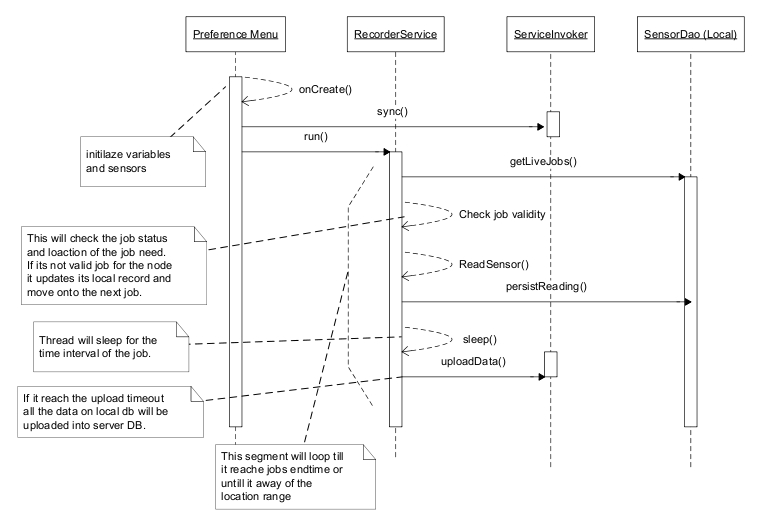 Preference Menu
RecorderService
ServiceInvoker
SensorDao (Local)
onCreate()
sync()
run()
initilaze variables
and sensors
getLiveJobs()
Check job validity
This will check the job status
and loaction of the job need.
If its not valid job for the node
it updates its local record and
move onto the next job.
ReadSensor()
persistReading()
Thread will sleep for the
time interval of the job.
sleep()
uploadData()
If it reach the upload timeout
all the data on local db will be
uploaded into server DB.
This segment will loop till
it reache jobs endtime or
untill it away of the
location range